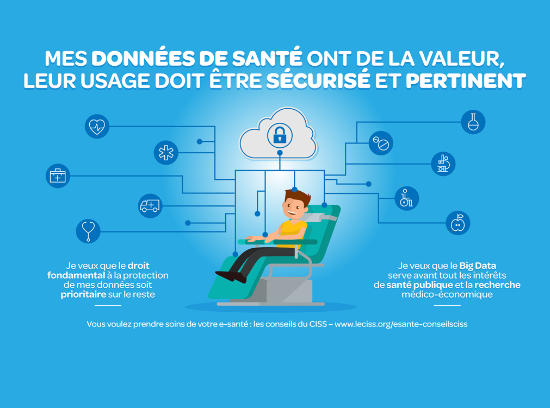 MES DONNÉES DE SANTÉ ONT DE LA VALEUR,
LEUR USAGE DOIT ÊTRE SÉCURISÉ ET PERTINENT
Je veux que le droit
fondamental à la protection
de mes données soit
prioritaire sur le reste
Je veux que le Big Data
serve avant tout les intérêts
de santé publique et la recherche
médico-économique
Vous voulez prendre soins de votre e-santé : les conseils du CISS – www.leciss.org/esante-conseilsciss